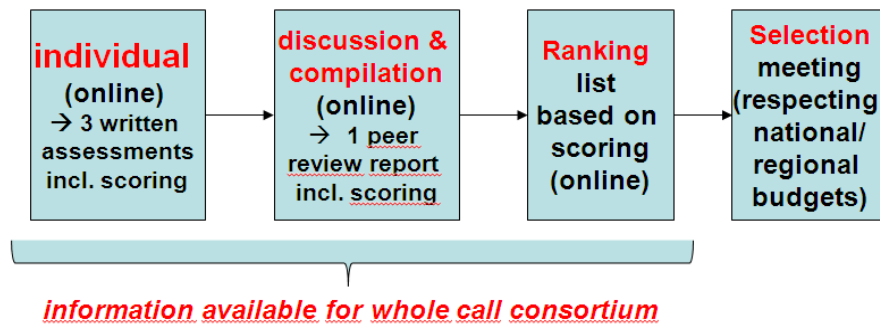 individual
(online)
→ 3 written
assessments
incl. scoring
discussion &
compilation
(online)
→ 1 peer
review report
incl. scoring
Ranking
list
based on
scoring
(online)
Selection
meeting
(respecting
national/
regional
budgets)
information available for whole call consortium